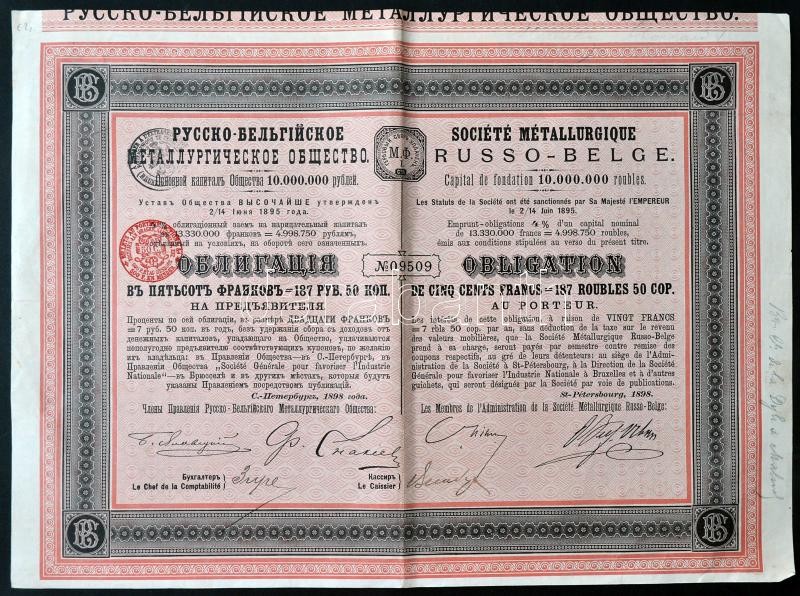 РУССКО-БЕЛЬГІЙСКОЕ МЕТАЛЛУРГИЧЕСКОЕ ОБЩЕСТВО.
РУССКО-БЕЛЬГІЙСКОЕ
МЕТАЛЛУРГИЧЕСКОЕ ОБЩЕСТВО.
Основной капиталъ Общества 10.000.000 рублей.
Уставъ Общества ВЫСОЧАЙШЕ утвержденъ
2/14 Іюня 1895 года.
облигаціонный заемъ на нарицательный капиталъ
13.330.000 франковъ = 4.998.750 рублямъ,
на условіяхъ, на оборотѣ сего означенныхъ.
ОБЛИГАЦІЯ
ВЪ ПЯТЬСОТЪ ФРАНКОВЪ = 187 РУБ. 50 КОП.
НА ПРЕДЪЯВИТЕЛЯ
Проценты по сей облигаціи, въ размѣрѣ ДВАДЦАТИ ФРАНКОВЪ
= 7 руб. 50 коп. въ годъ, безъ удержанія сбора съ доходовъ отъ
денежныхъ капиталовъ, упадающаго на Общество, уплачиваются
полугодно предъявителю соотвѣтствующихъ купоновъ, по желанію
ихъ владѣльца: въ Правленіи Общества — въ С.-Петербургѣ, въ
Правленіи Общества "Société Générale pour favoriser l'Industrie
Nationale" — въ Брюсселѣ и въ другихъ мѣстахъ, которыя будутъ
указаны Правленіемъ посредствомъ публикацій.
С.-Петербургъ, 1898 года.
Члены Правленія Русско-Бельгійскаго Металлургическаго Общества:
Бухгалтеръ
Le Chef de la Comptabilité
М.Ф.
№ 09509
SOCIÉTÉ MÉTALLURGIQUE
RUSSO-BELGE.
Capital de fondation 10.000.000 roubles.
Les Statuts de la Société ont été sanctionnés par Sa Majesté l'EMPEREUR
le 2/14 Juin 1895.
Emprunt-obligations 4% d'un capital nominal
de 13.330.000 francs = 4.998.750 roubles,
émis aux conditions stipulées au verso du présent titre.
OBLIGATION
DE CINQ CENTS FRANCS = 187 ROUBLES 50 COP.
AU PORTEUR.
Les intérêts de cette obligation, à raison de VINGT FRANCS
= 7 rbls 50 cop. par an, sans déduction de la taxe sur le revenu
des valeurs mobilières, que la Société Métallurgique Russo-Belge
prend à sa charge, seront payés par semestre contre remise des
coupons respectifs, au gré de leurs détenteurs: au siège de l'Admini-
stration de la Société à St-Pétersbourg, à la Direction de la Société
Générale pour favoriser l'Industrie Nationale à Bruxelles et à d'autres
guichets, qui seront désignés par la Société par voie de publications.
St-Pétersbourg, 1898.
Les Membres de l'Administration de la Société Métallurgique Russo-Belge:
Кассиръ
Le Caissier